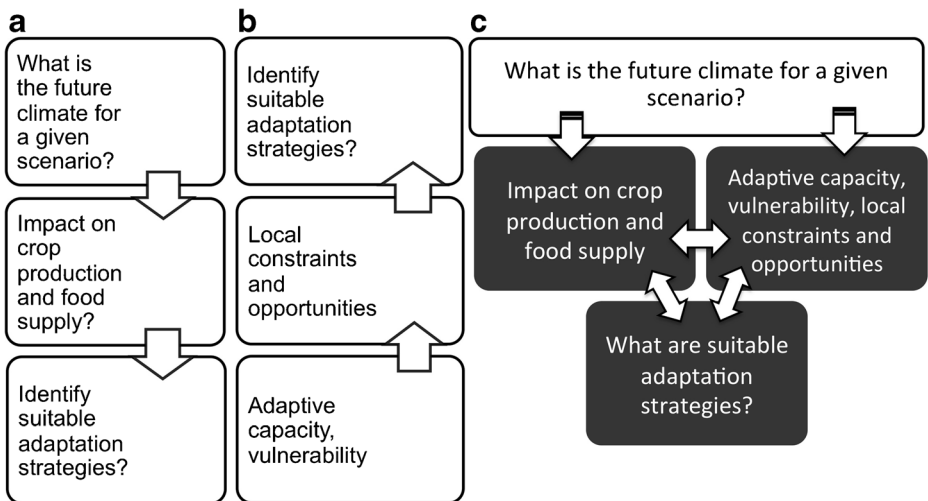 a
What is
the future
climate for
a given
scenario?
Impact on
crop
production
and food
supply?
Identify
suitable
adaptation
strategies?
b
Identify
suitable
adaptation
strategies?
Local
constraints
and
opportunities
Adaptive
capacity,
vulnerability
c
What is the future climate for a given
scenario?
Impact on crop
production and
food supply
Adaptive capacity,
vulnerability, local
constraints and
opportunities
What are suitable
adaptation
strategies?